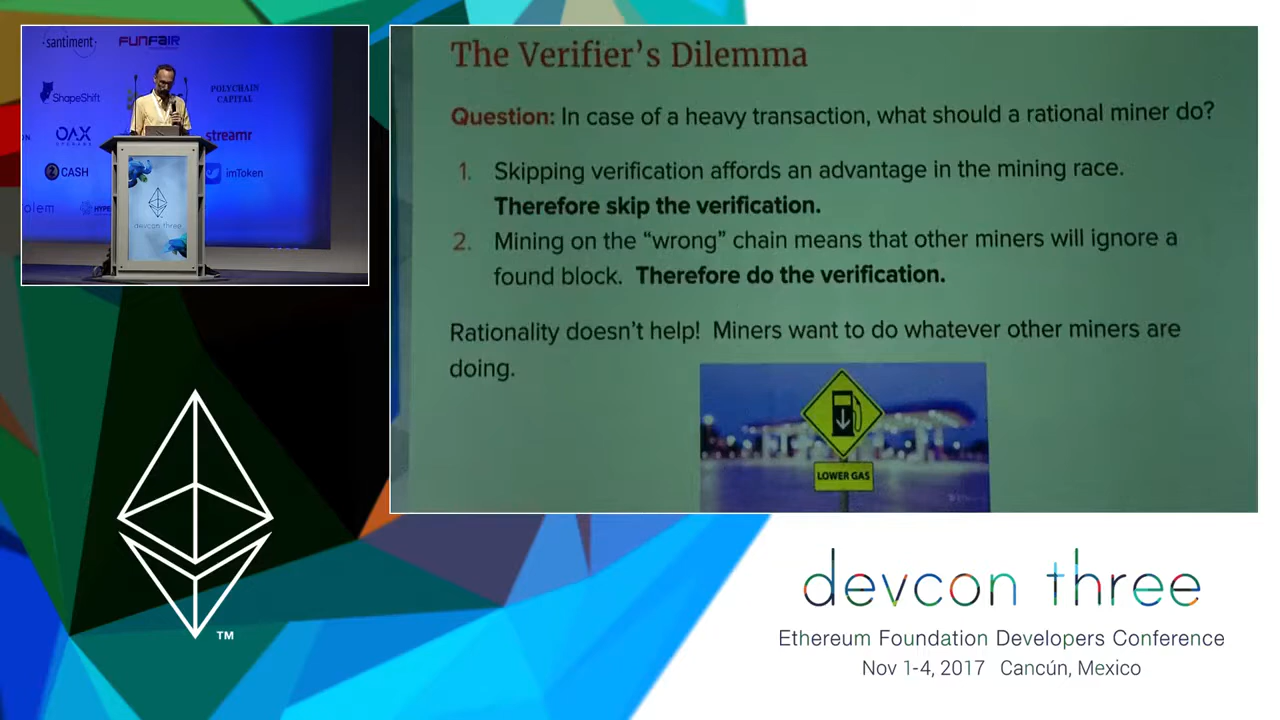 santiment
FUNFAIR
ShapeShift
POLYCHAIN
CAPITAL
OAX
streamr
CASH
imToken
devcon three
The Verifier's Dilemma
Question: In case of a heavy transaction, what should a rational miner do?
1. Skipping verification affords an advantage in the mining race.
Therefore skip the verification.
2. Mining on the “wrong” chain means that other miners will ignore a
found block. Therefore do the verification.
Rationality doesn't help! Miners want to do whatever other miners are
doing.
LOWER GAS
TM
devcon three
Ethereum Foundation Developers Conference
Nov 1-4, 2017 Cancún, Mexico